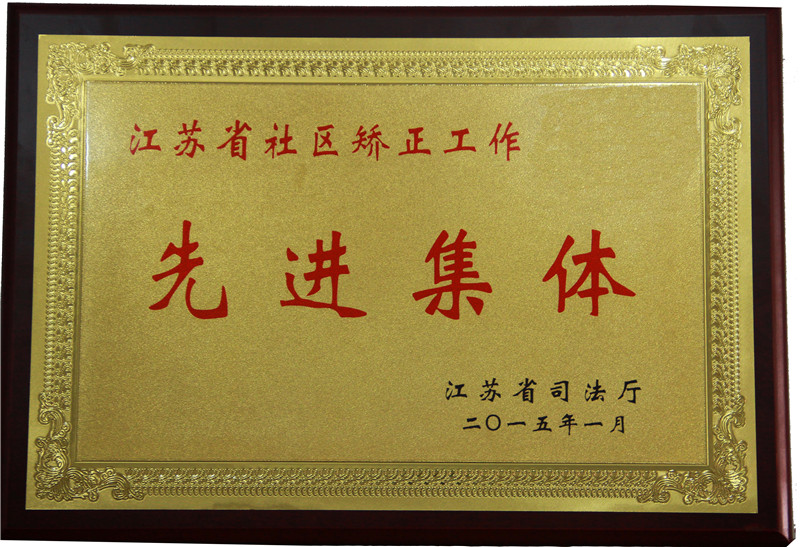 江苏省社区矫正工作
先进集体
江苏省司法厅
二〇一五年一月